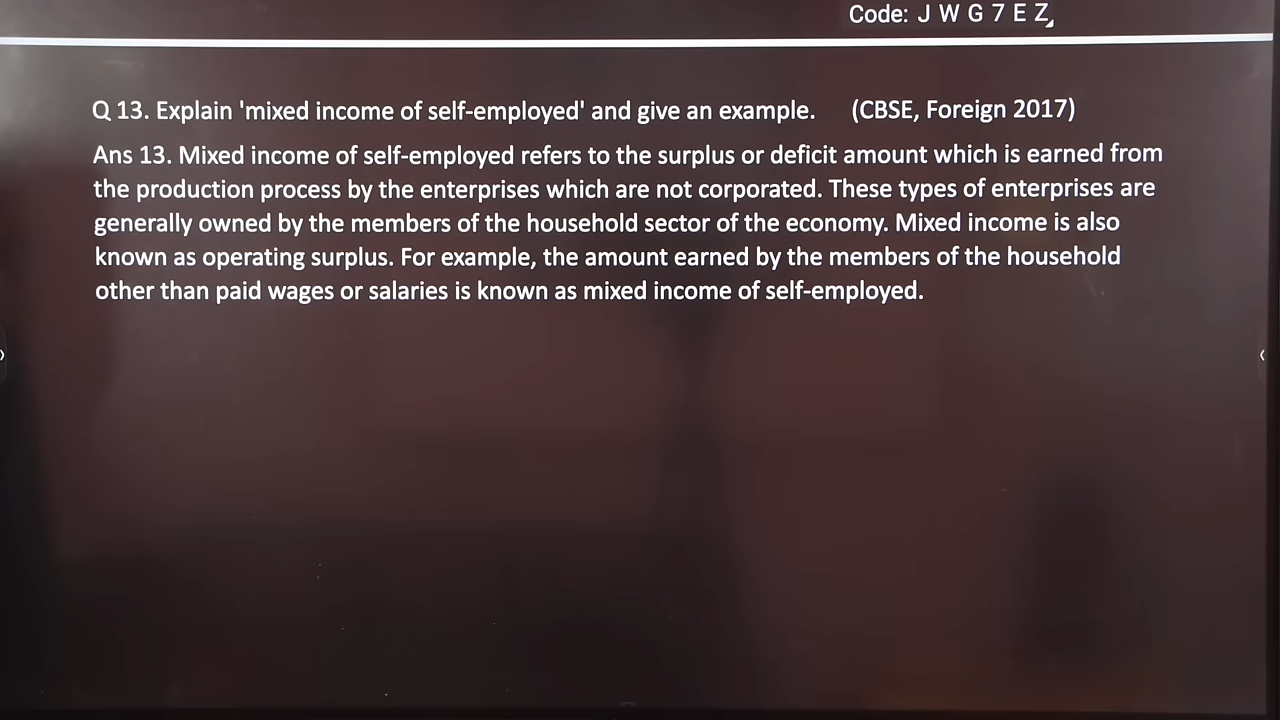 Code: J W G 7 E Z
Q 13. Explain 'mixed income of self-employed' and give an example. (CBSE, Foreign 2017)
Ans 13. Mixed income of self-employed refers to the surplus or deficit amount which is earned from
the production process by the enterprises which are not corporated. These types of enterprises are
generally owned by the members of the household sector of the economy. Mixed income is also
known as operating surplus. For example, the amount earned by the members of the household
other than paid wages or salaries is known as mixed income of self-employed.